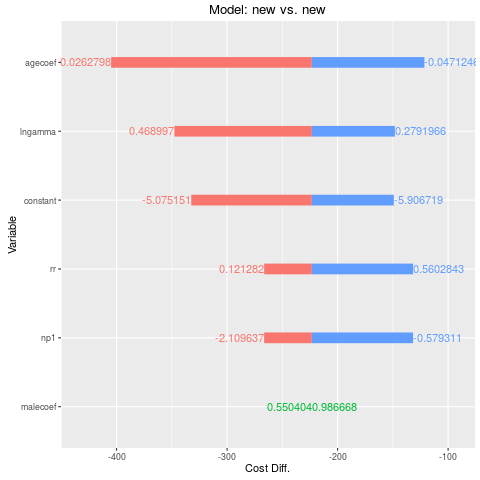 Model: new vs. new
agecoef 0.0262798 -0.0471246
lngamma 0.468997 0.2791966
constant -5.075151 -5.906719
rr 0.121282 0.5602843
np1 -2.109637 -0.579311
malecoef 0.5504040.986668
Variable
-400 -300 -200 -100
Cost Diff.